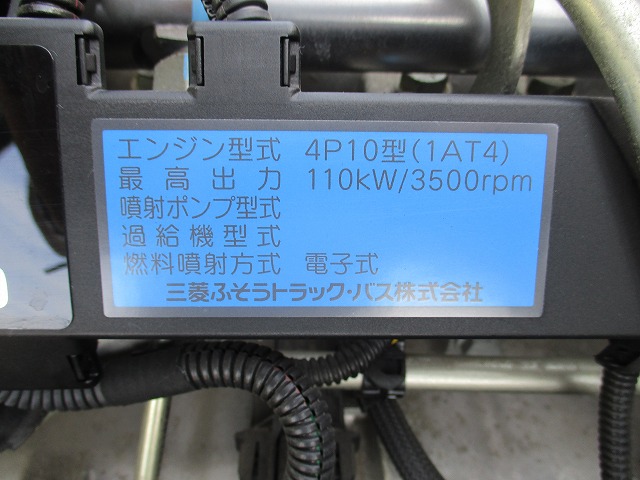 エンジン型式 4P10型(1AT4)
最高出力 110kW/3500rpm
噴射ポンプ型式
過給機型式
燃料噴射方式 電子式
三菱ふそうトラック・バス株式会社